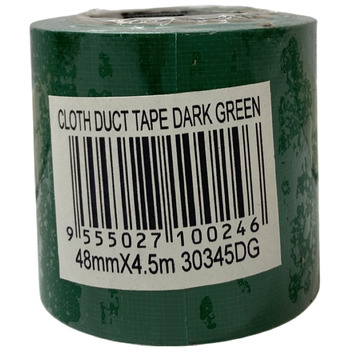 CLOTH DUCT TAPE DARK GREEN
9 555027 100246
48mmX4.5m 30345DG